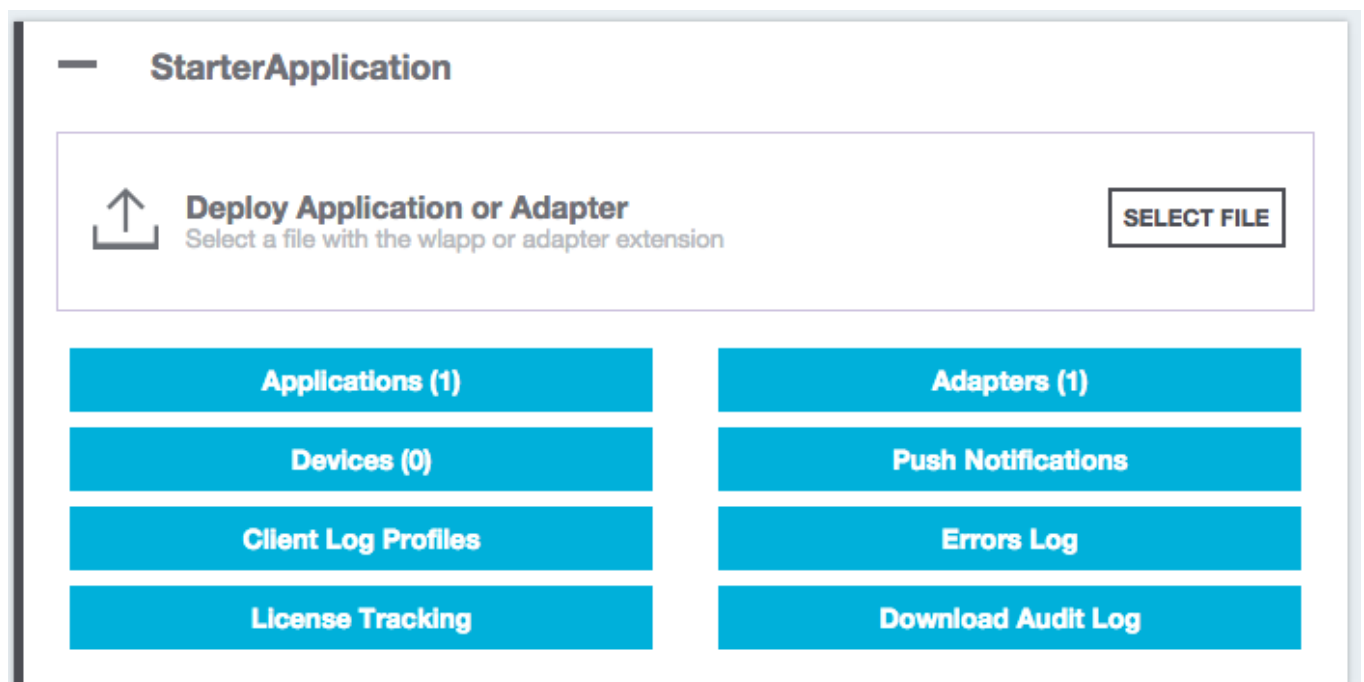 StarterApplication
Deploy Application or Adapter
Select a file with the wlapp or adapter extension
SELECT FILE
Applications (1)
Adapters (1)
Devices (0)
Push Notifications
Client Log Profiles
Errors Log
License Tracking
Download Audit Log